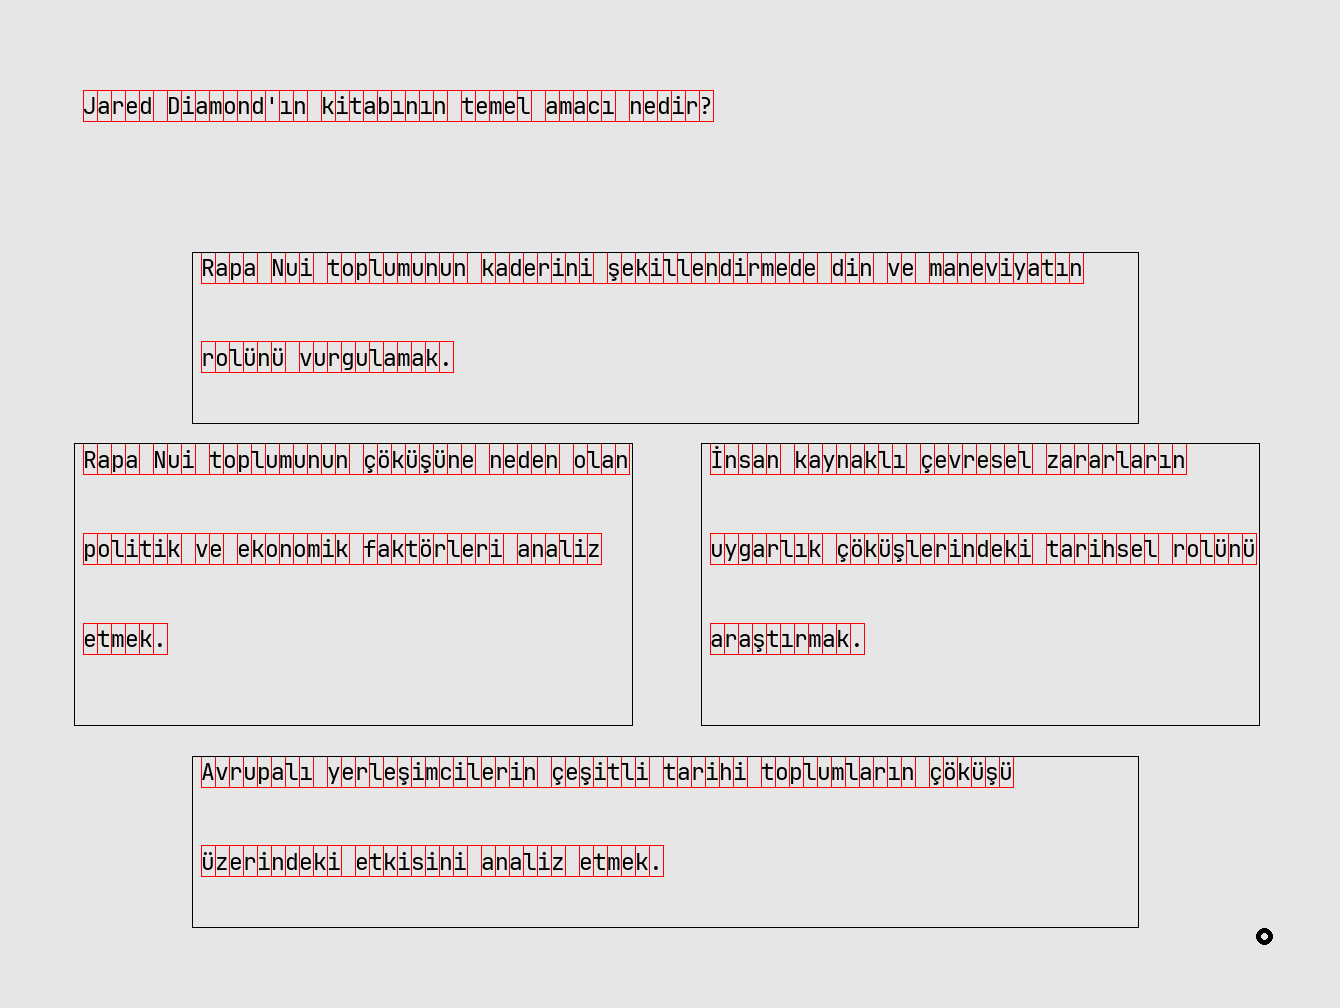 Jared Diamond'ın kitabının temel amacı nedir?
Rapa Nui toplumunun kaderini şekillendirmede din ve maneviyatın
rolünü vurgulamak.
Rapa Nui toplumunun çöküşüne neden olan
politik ve ekonomik faktörleri analiz
etmek.
İnsan kaynaklı çevresel zararların
uygarlık çöküşlerindeki tarihsel rolünü
araştırmak.
Avrupalı yerleşimcilerin çeşitli tarihi toplumların çöküşü
üzerindeki etkisini analiz etmek.